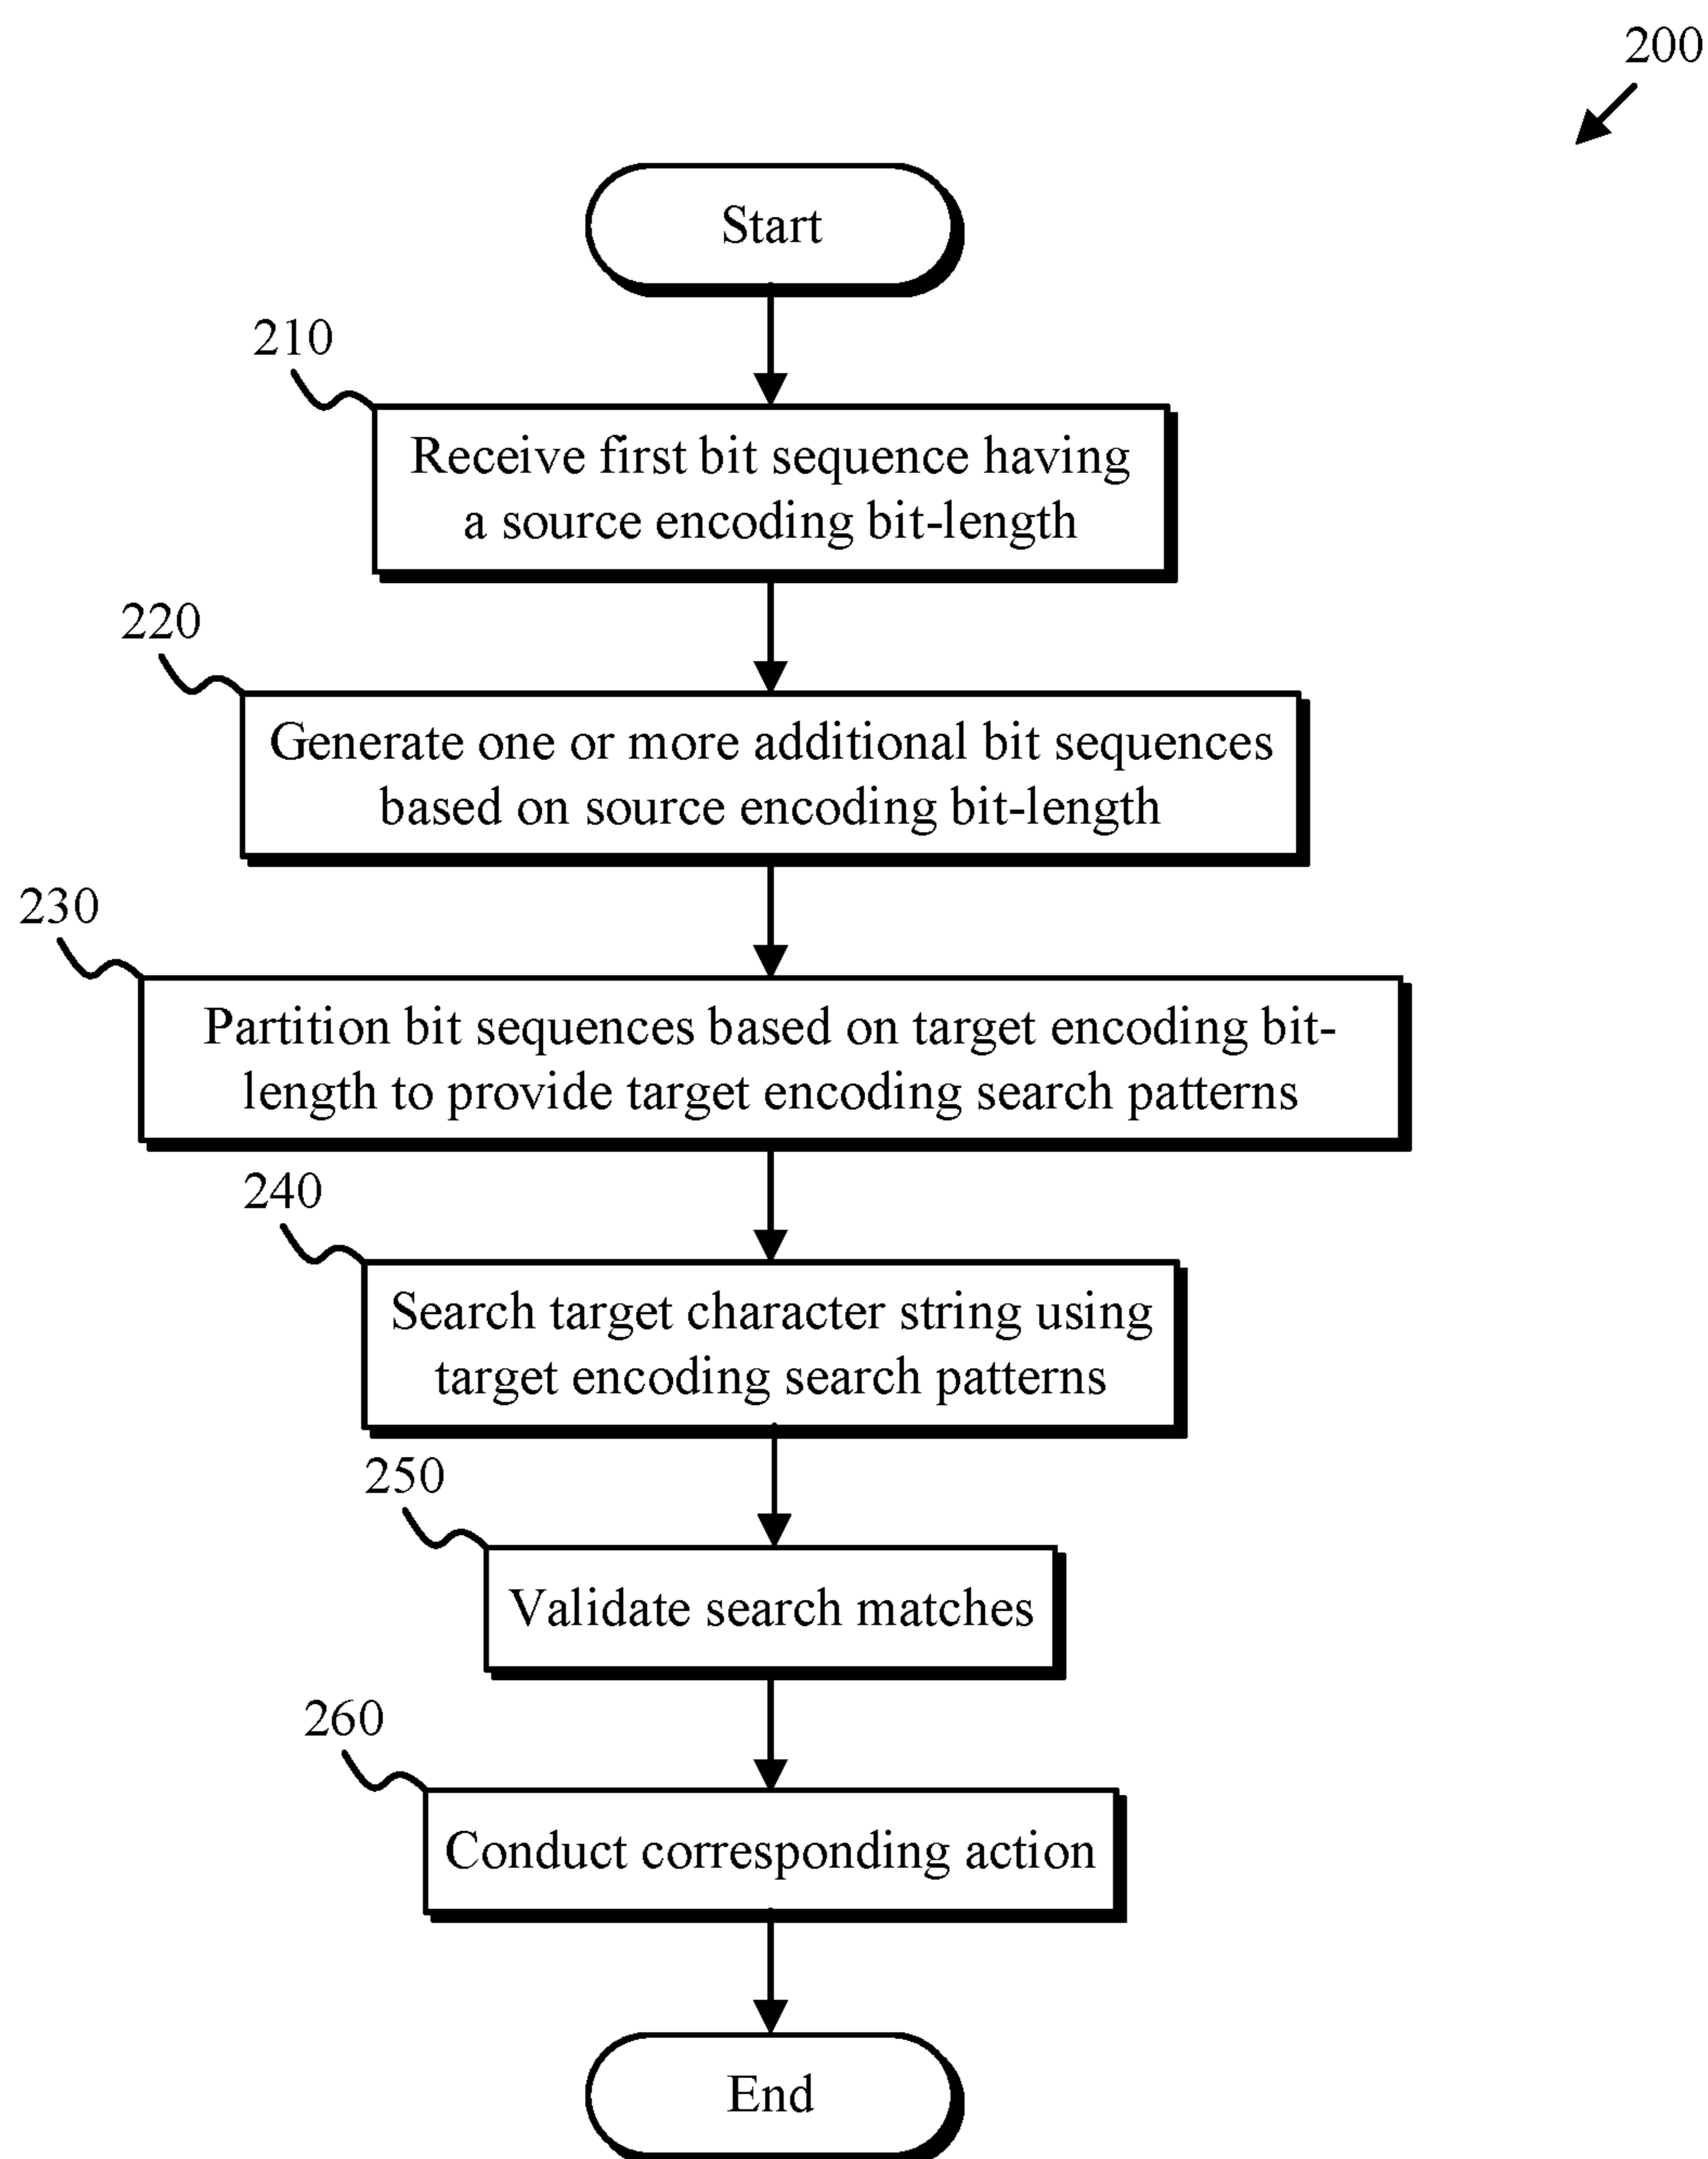 200
Start
210
Receive first bit sequence having
a source encoding bit-length
220
Generate one or more additional bit sequences
based on source encoding bit-length
230
Partition bit sequences based on target encoding bit-
length to provide target encoding search patterns
240
Search target character string using
target encoding search patterns
250
Validate search matches
260
Conduct corresponding action
End